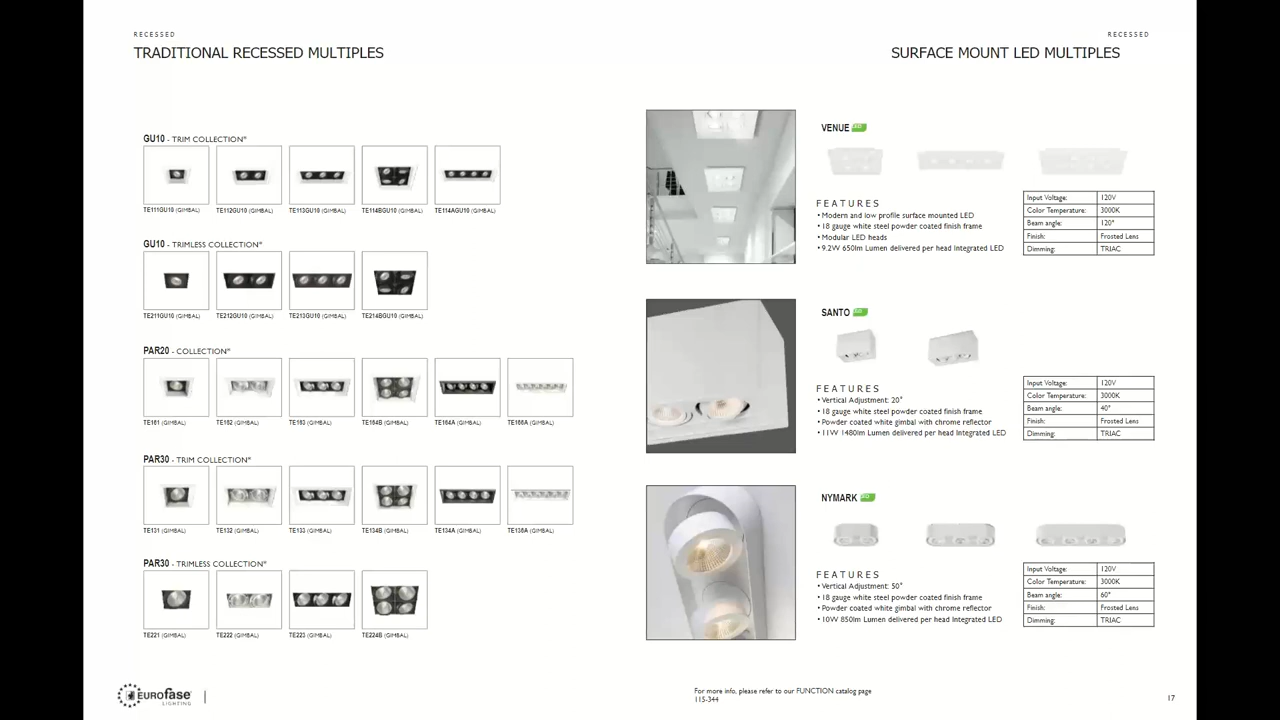 RECESSED
TRADITIONAL RECESSED MULTIPLES
GU10 - TRIM COLLECTION*
TE111GU10 (GIMBAL) TE112GU10 (GIMBAL) TE113GU10 (GIMBAL) TE114BGU10 (GIMBAL) TE114AGU10 (GIMBAL)
GU10 - TRIMLESS COLLECTION*
TE211GU10 (GIMBAL) TE212GU10 (GIMBAL) TE213GU10 (GIMBAL) TE214BGU10 (GIMBAL)
PAR20 - COLLECTION*
TE161 (GIMBAL) TE162 (GIMBAL) TE163 (GIMBAL) TE164B (GIMBAL) TE164A (GIMBAL) TE166A (GIMBAL)
PAR30 - TRIM COLLECTION*
TE131 (GIMBAL) TE132 (GIMBAL) TE133 (GIMBAL) TE134B (GIMBAL) TE134A (GIMBAL) TE136A (GIMBAL)
PAR30 - TRIMLESS COLLECTION*
TE221 (GIMBAL) TE222 (GIMBAL) TE223 (GIMBAL) TE224B (GIMBAL)
EUROfase
LIGHTING
RECESSED
SURFACE MOUNT LED MULTIPLES
VENUE LED
FEATURES
• Modern and low profile surface mounted LED
• 18 gauge white steel powder coated finish frame
• Modular LED heads
• 9.2W 650lm Lumen delivered per head Integrated LED
Input Voltage: 120V
Color Temperature: 3000K
Beam angle: 120°
Finish: Frosted Lens
Dimming: TRIAC
SANTO LED
FEATURES
• Vertical Adjustment: 20°
• 18 gauge white steel powder coated finish frame
• Powder coated white gimbal with chrome reflector
• 11W 1480lm Lumen delivered per head Integrated LED
Input Voltage: 120V
Color Temperature: 3000K
Beam angle: 40°
Finish: Frosted Lens
Dimming: TRIAC
NYMARK LED
FEATURES
• Vertical Adjustment: 50°
• 18 gauge white steel powder coated finish frame
• Powder coated white gimbal with chrome reflector
• 10W 850lm Lumen delivered per head Integrated LED
Input Voltage: 120V
Color Temperature: 3000K
Beam angle: 60°
Finish: Frosted Lens
Dimming: TRIAC
For more info, please refer to our FUNCTION catalog page
115-344
17